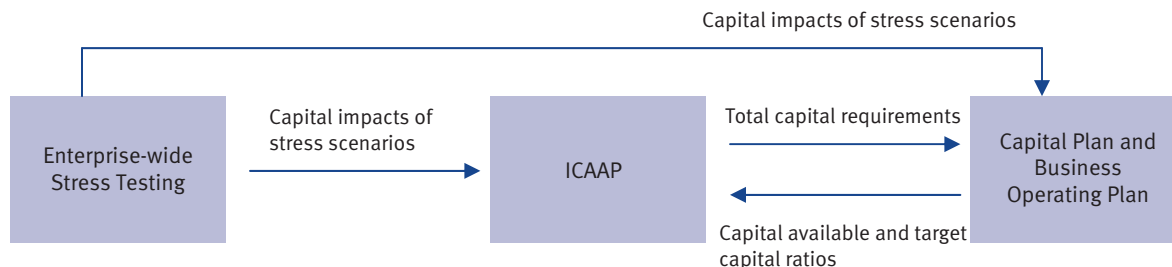 Capital impacts of stress scenarios
Enterprise-wide
Stress Testing
Capital impacts of
stress scenarios
ICAAP
Total capital requirements
Capital available and target
capital ratios
Capital Plan and
Business
Operating Plan